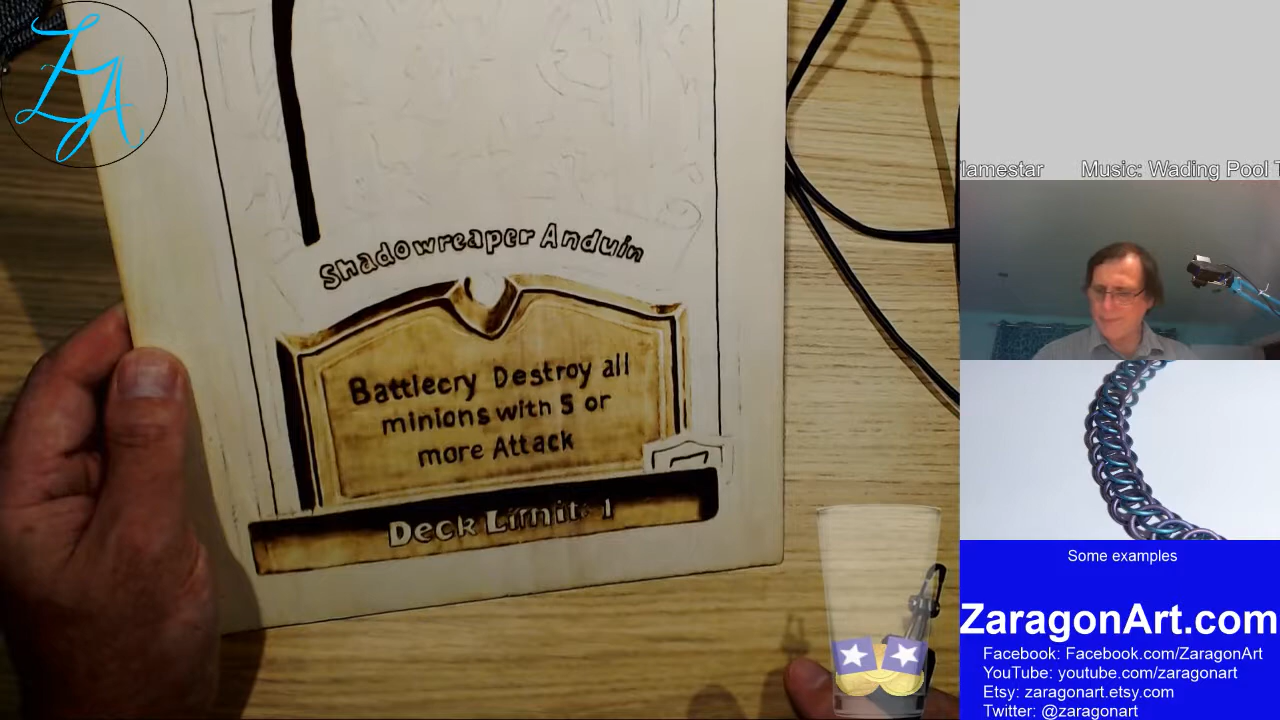 ZA
Shadowreaper Anduin
Battlecry Destroy all
minions with 5 or
more Attack
Deck Limit: 1
lamestar Music: Wading Pool
Some examples
ZaragonArt.com
Facebook: Facebook.com/ZaragonArt
YouTube: youtube.com/zaragonart
Etsy: zaragonart.etsy.com
Twitter: @zaragonart